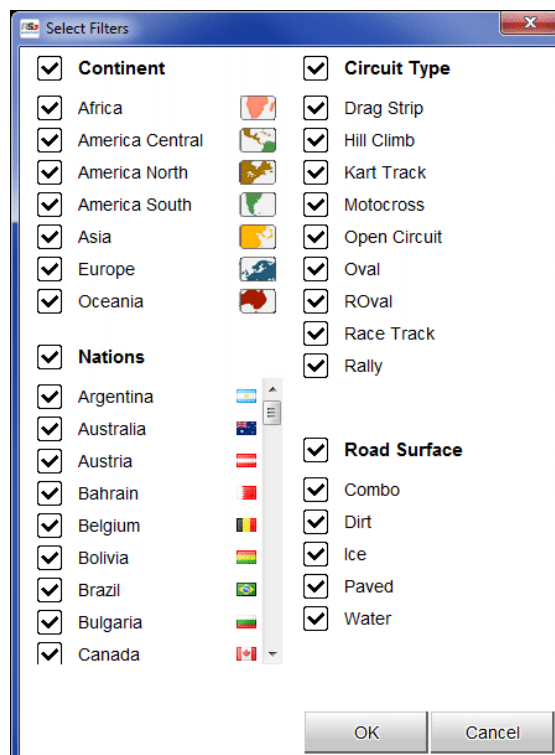 RS3 Select Filters
Continent
Africa
America Central
America North
America South
Asia
Europe
Oceania
Nations
Argentina
Australia
Austria
Bahrain
Belgium
Bolivia
Brazil
Bulgaria
Canada
Circuit Type
Drag Strip
Hill Climb
Kart Track
Motocross
Open Circuit
Oval
ROval
Race Track
Rally
Road Surface
Combo
Dirt
Ice
Paved
Water
OK
Cancel